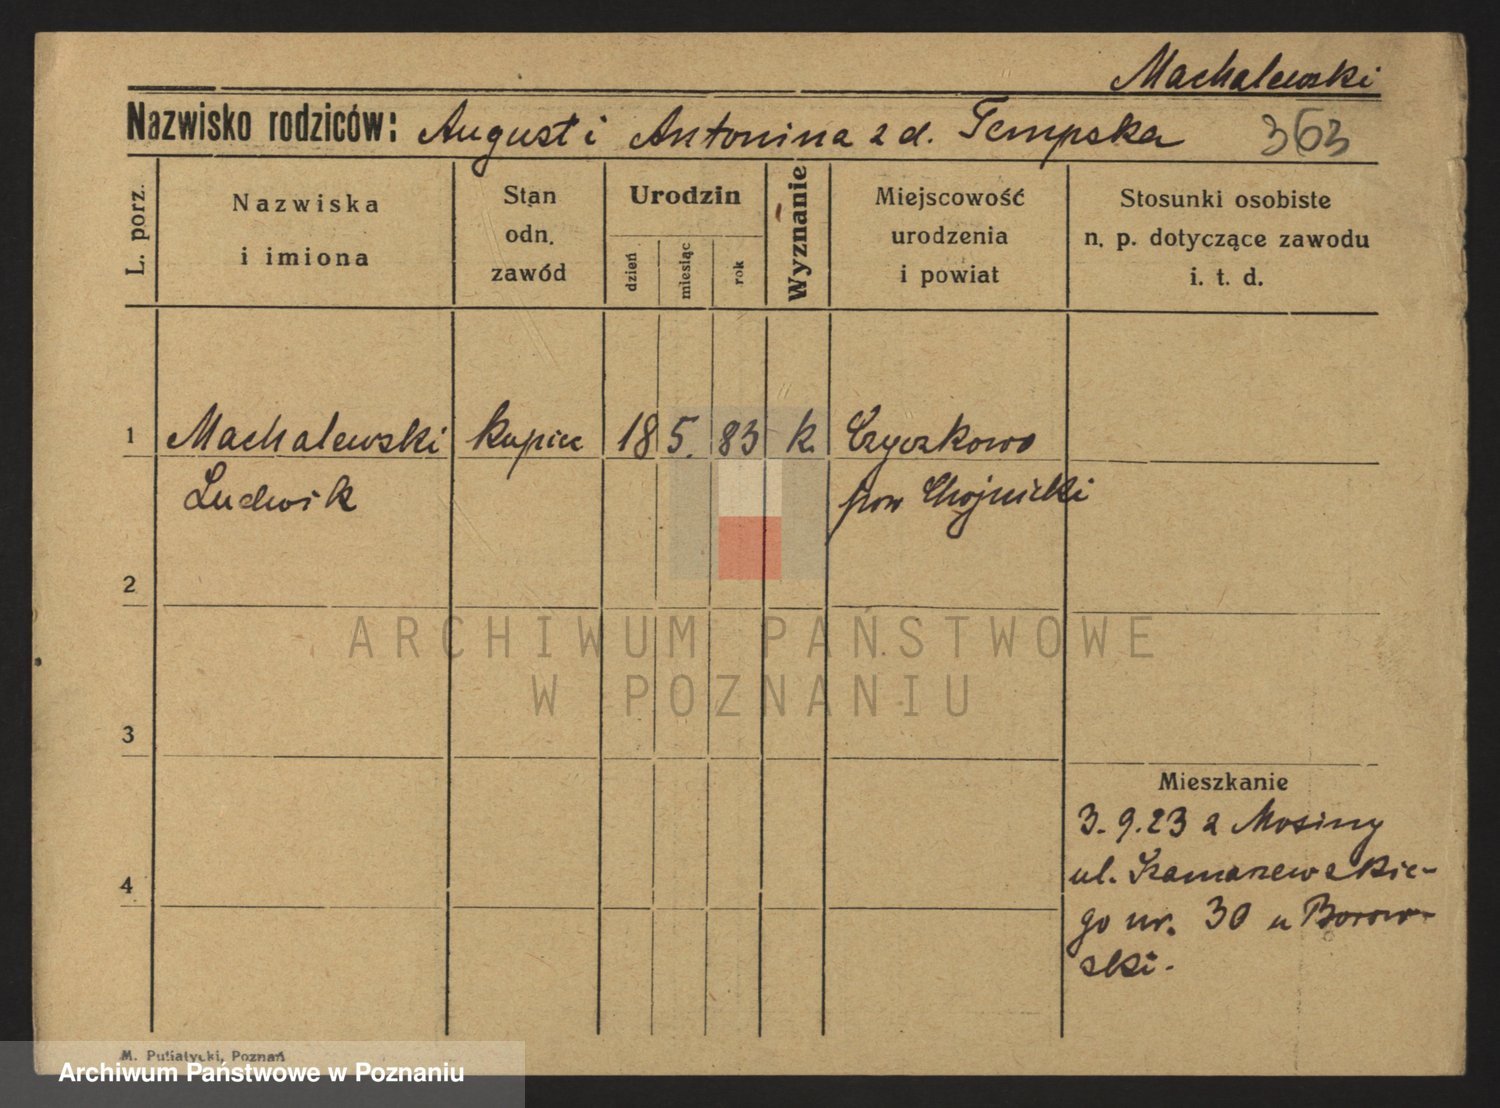 Machalewski
Nazwisko rodziców: August i Antonina z d. Tempska 363
L. porz.
Nazwiska
i imiona
Stan
odn.
zawód
Urodzin
dzień
miesiąc
rok
Wyznanie
Miejscowość
urodzenia
i powiat
Stosunki osobiste
n. p. dotyczące zawodu
i. t. d.
1 Machalewski kupiec 18 5. 83 k. Czyczkowo
Ludwik pow Chojnicki
2
ARCHIWUM PAŃSTWOWE
W POZNANIU
3
Mieszkanie
3.9.23 z Mosiny
4
ul. Szamarzewskie-
go nr. 30 u Borow-
ski.
M. Putiatycki, Poznań
Archiwum Państwowe w Poznaniu